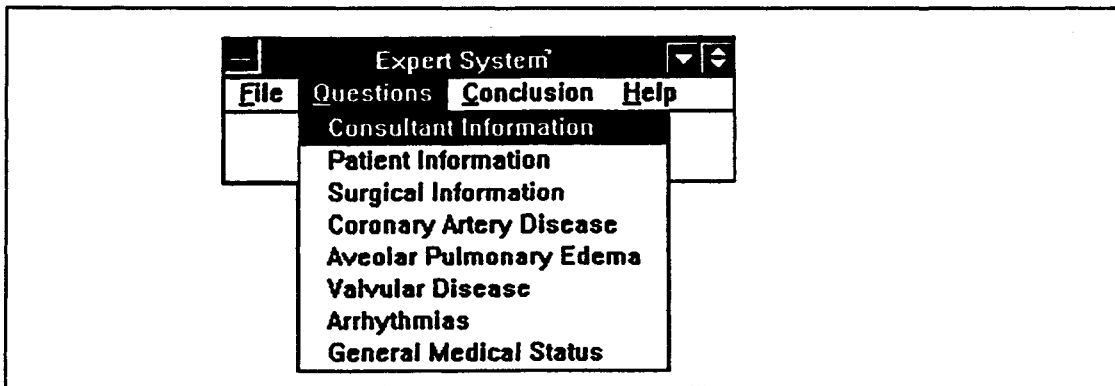 Expert System
File Questions Conclusion Help
Consultant Information
Patient Information
Surgical Information
Coronary Artery Disease
Aveolar Pulmonary Edema
Valvular Disease
Arrhythmias
General Medical Status